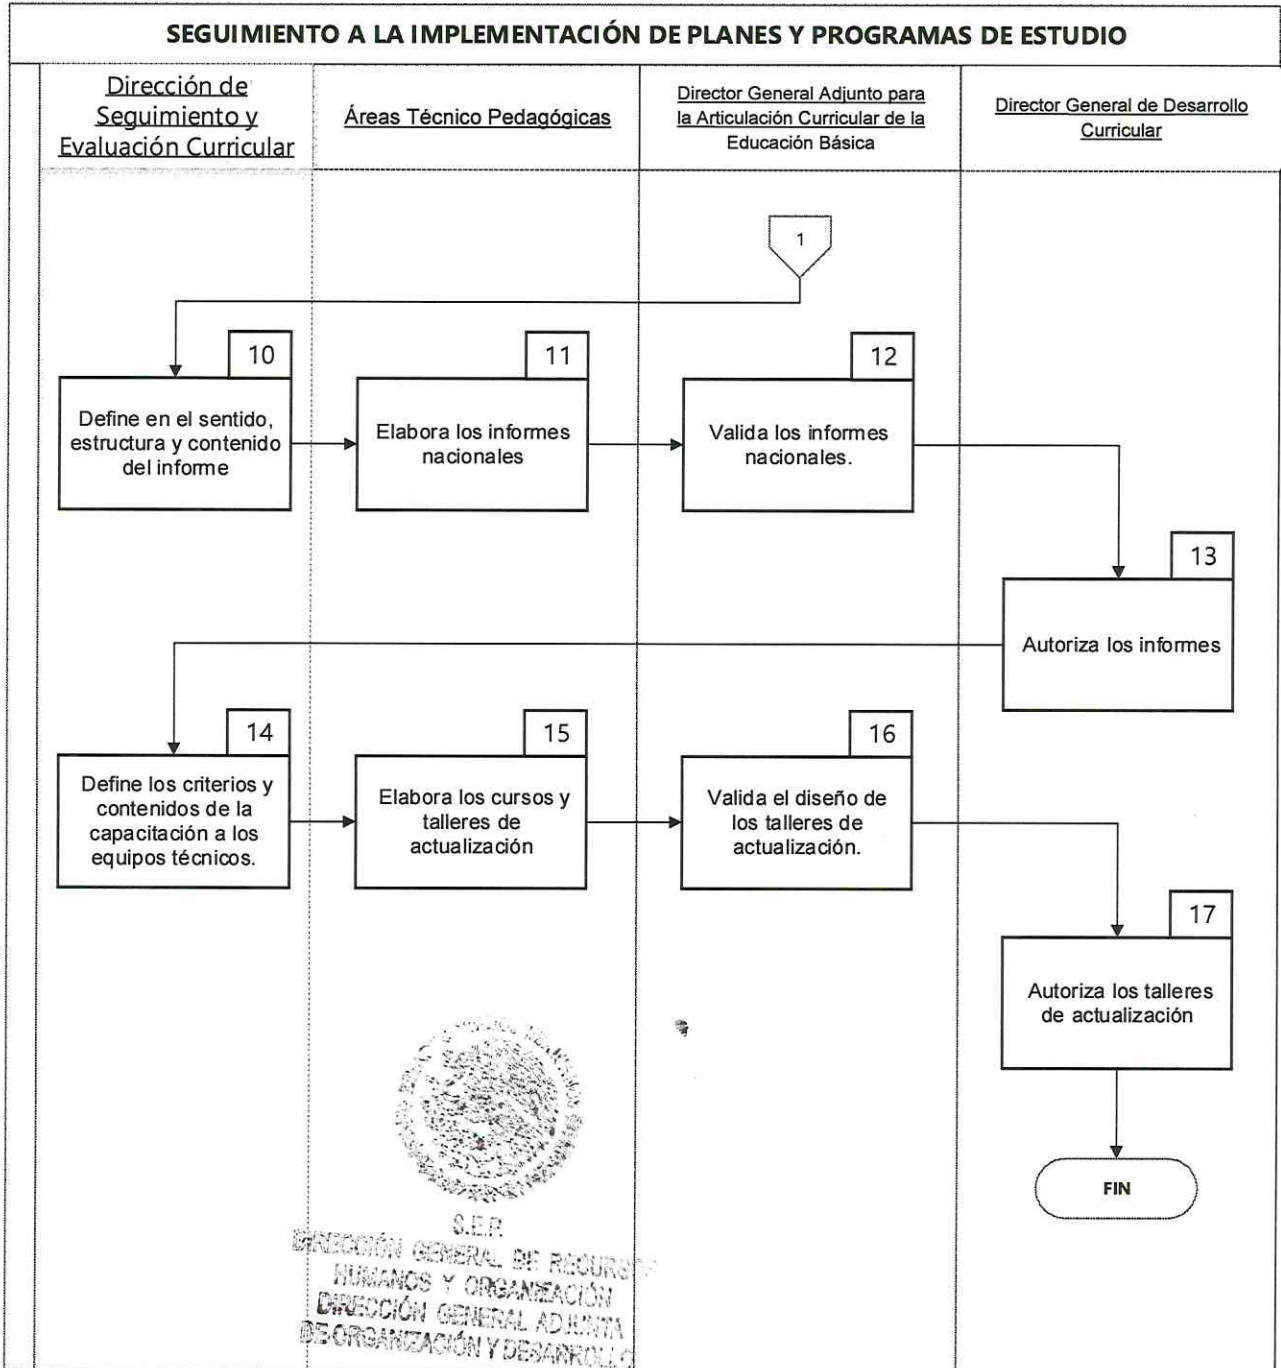 SEGUIMIENTO A LA IMPLEMENTACIÓN DE PLANES Y PROGRAMAS DE ESTUDIO
Dirección de
Seguimiento y
Evaluación Curricular
Áreas Técnico Pedagógicas
Director General Adjunto para
la Articulación Curricular de la
Educación Básica
Director General de Desarrollo
Curricular
1
10
Define en el sentido,
estructura y contenido
del informe
11
Elabora los informes
nacionales
12
Valida los informes
nacionales.
13
Autoriza los informes
14
Define los criterios y
contenidos de la
capacitación a los
equipos técnicos.
15
Elabora los cursos y
talleres de
actualización
16
Valida el diseño de
los talleres de
actualización.
17
Autoriza los talleres
de actualización
FIN
S.E.P.
DIRECCIÓN GENERAL DE RECURSOS
HUMANOS Y ORGANIZACIÓN
DIRECCIÓN GENERAL ADJUNTA
DE ORGANIZACIÓN Y DESARROLLO